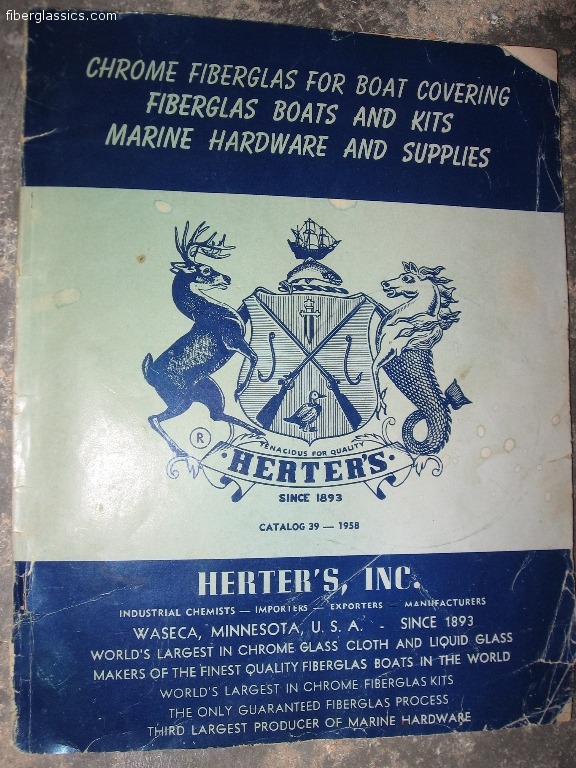 fiberglassics.com
CHROME FIBERGLAS FOR BOAT COVERING
FIBERGLAS BOATS AND KITS
MARINE HARDWARE AND SUPPLIES
R
TENACIOUS FOR QUALITY
HERTER'S
SINCE 1893
CATALOG 39 — 1958
HERTER'S, INC.
INDUSTRIAL CHEMISTS — IMPORTERS — EXPORTERS — MANUFACTURERS
WASECA, MINNESOTA, U. S. A. - SINCE 1893
WORLD'S LARGEST IN CHROME GLASS CLOTH AND LIQUID GLASS
MAKERS OF THE FINEST QUALITY FIBERGLAS BOATS IN THE WORLD
WORLD'S LARGEST IN CHROME FIBERGLAS KITS
THE ONLY GUARANTEED FIBERGLAS PROCESS
THIRD LARGEST PRODUCER OF MARINE HARDWARE